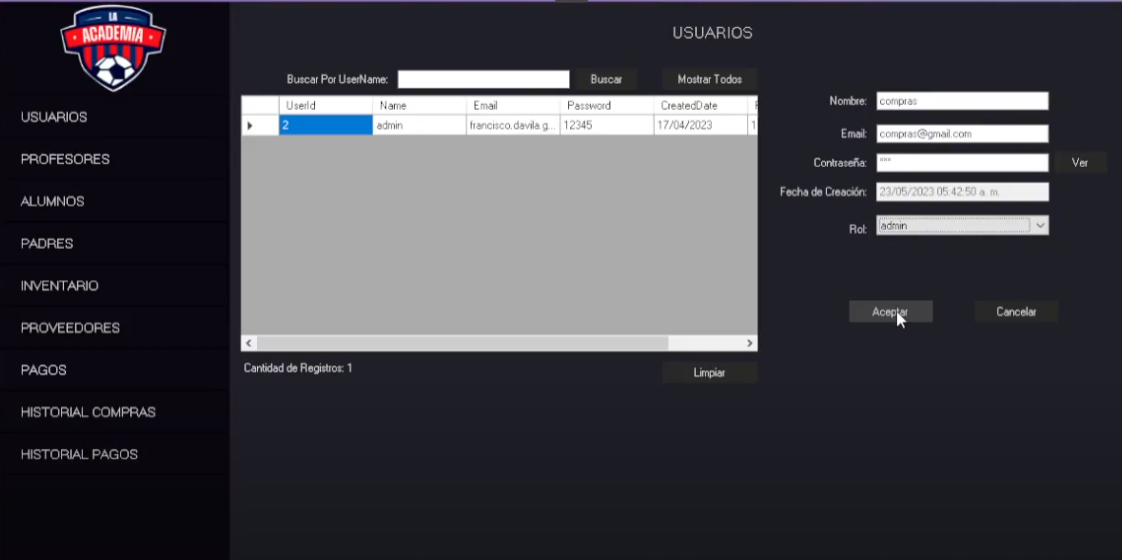 LA
ACADEMIA
USUARIOS
PROFESORES
ALUMNOS
PADRES
INVENTARIO
PROVEEDORES
PAGOS
HISTORIAL COMPRAS
HISTORIAL PAGOS
USUARIOS
Buscar Por UserName: Buscar Mostrar Todos
UserId Name Email Password CreatedDate
2 admin francisco.davila.g... 12345 17/04/2023 1
Cantidad de Registros: 1
Limpiar
Nombre: compras
Email: compras@gmail.com
Contraseña: *** Ver
Fecha de Creación: 23/05/2023 05:42:50 a. m.
Rol: admin
Aceptar Cancelar